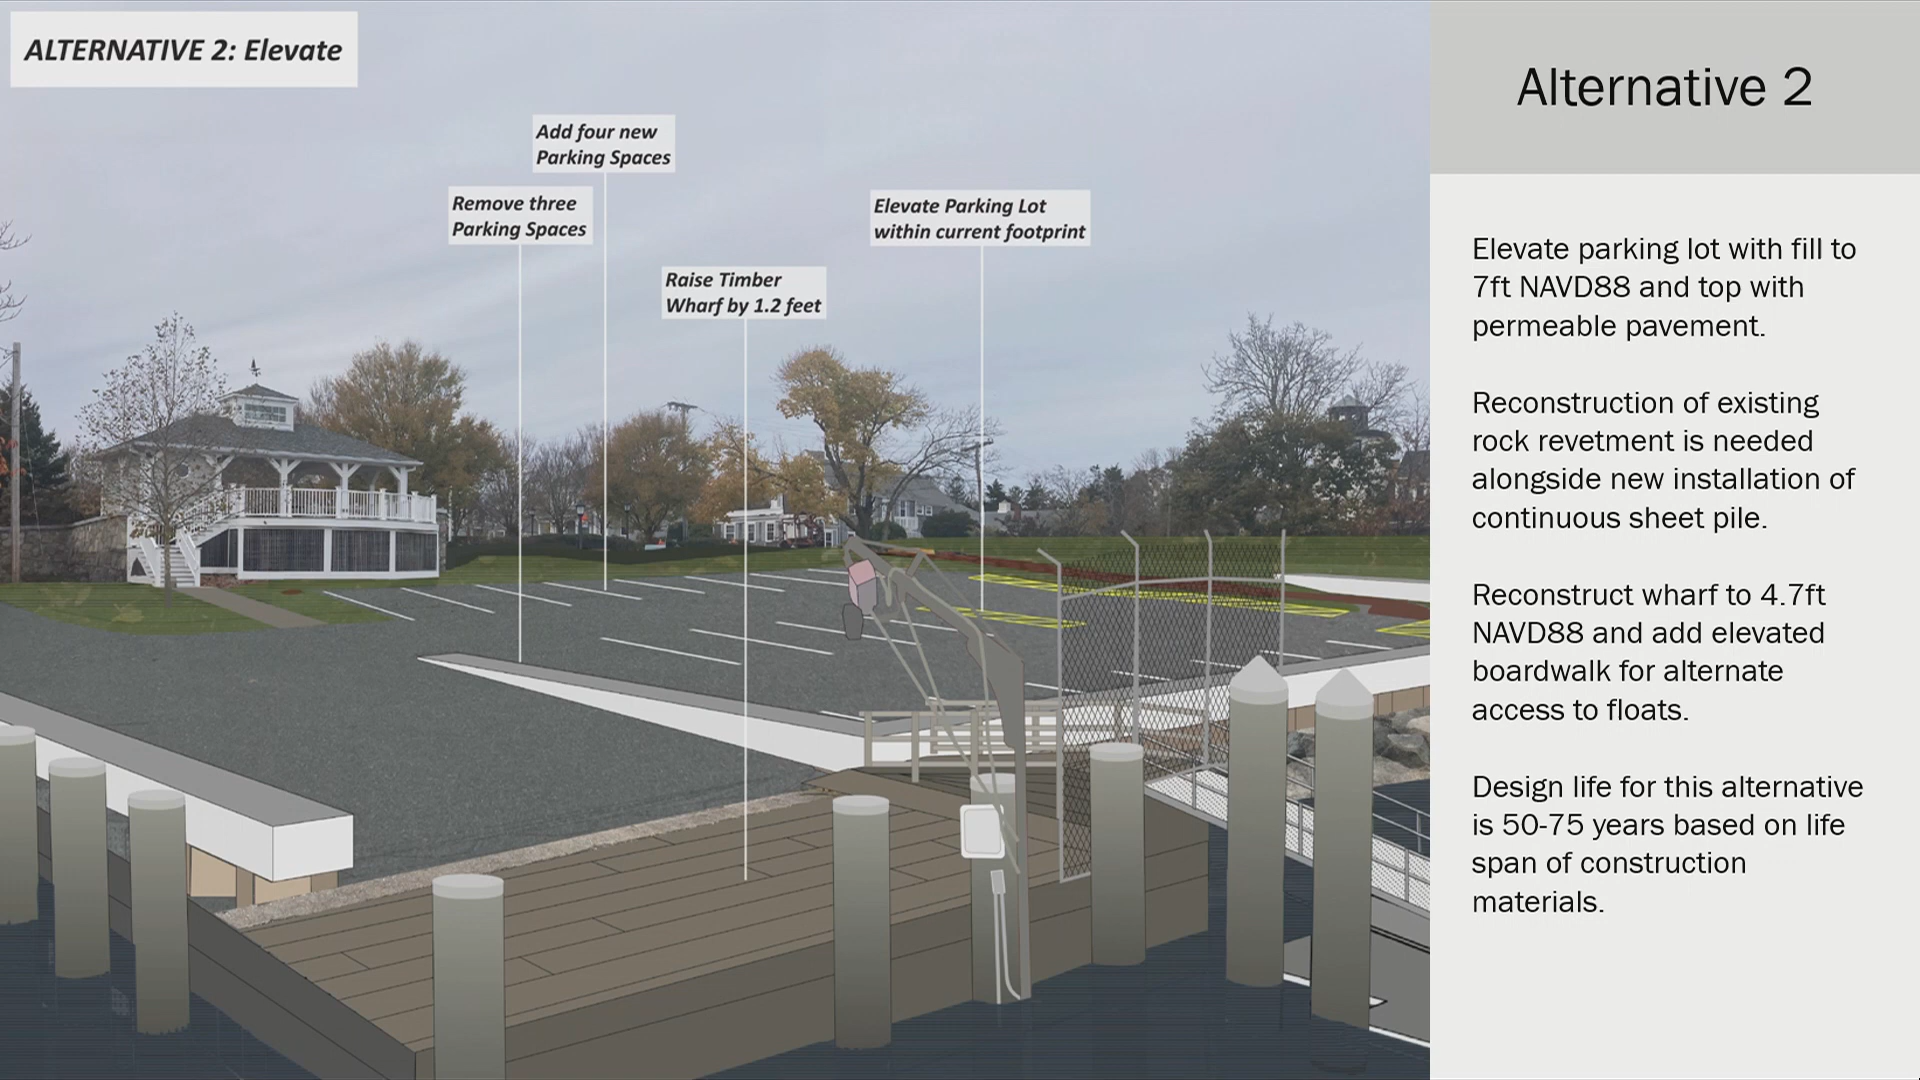 ALTERNATIVE 2: Elevate
Add four new
Parking Spaces
Remove three
Parking Spaces
Elevate Parking Lot
within current footprint
Raise Timber
Wharf by 1.2 feet
Alternative 2
Elevate parking lot with fill to
7ft NAVD88 and top with
permeable pavement.
Reconstruction of existing
rock revetment is needed
alongside new installation of
continuous sheet pile.
Reconstruct wharf to 4.7ft
NAVD88 and add elevated
boardwalk for alternate
access to floats.
Design life for this alternative
is 50-75 years based on life
span of construction
materials.